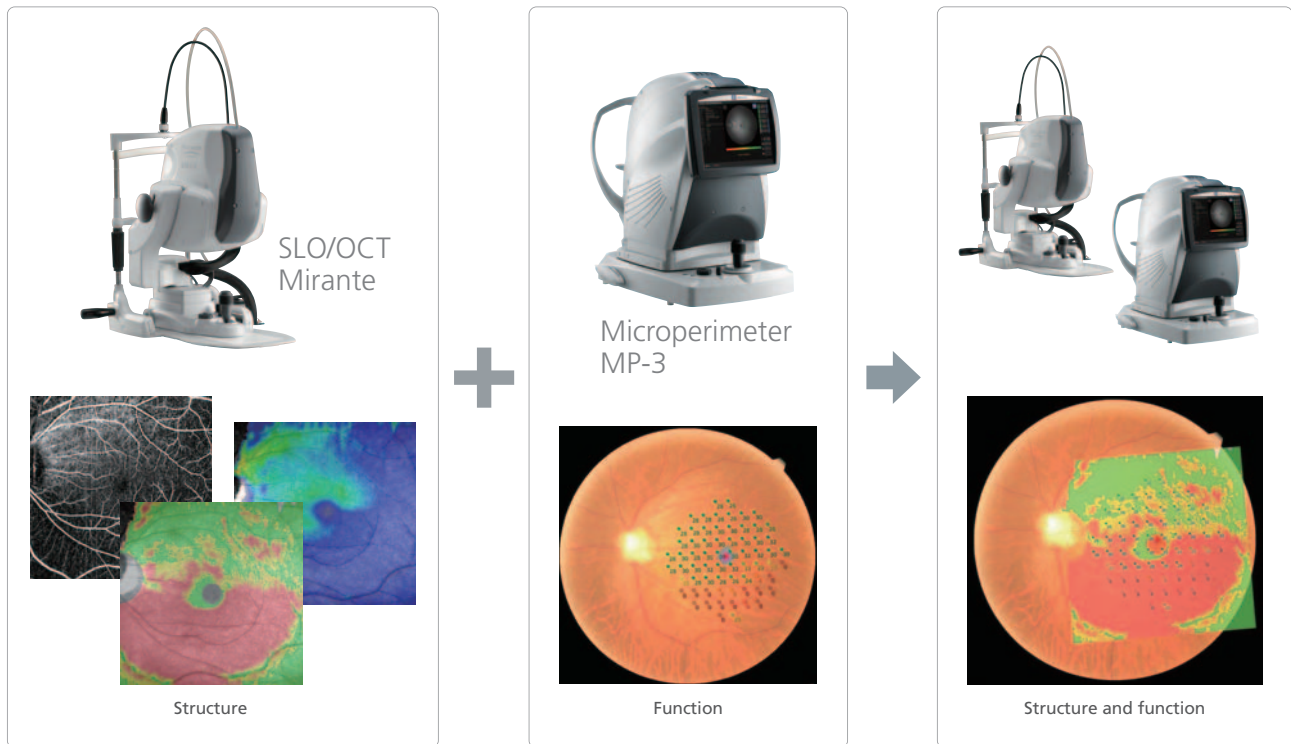 SLO/OCT
Mirante
Structure
Microperimeter
MP-3
Function
Structure and function